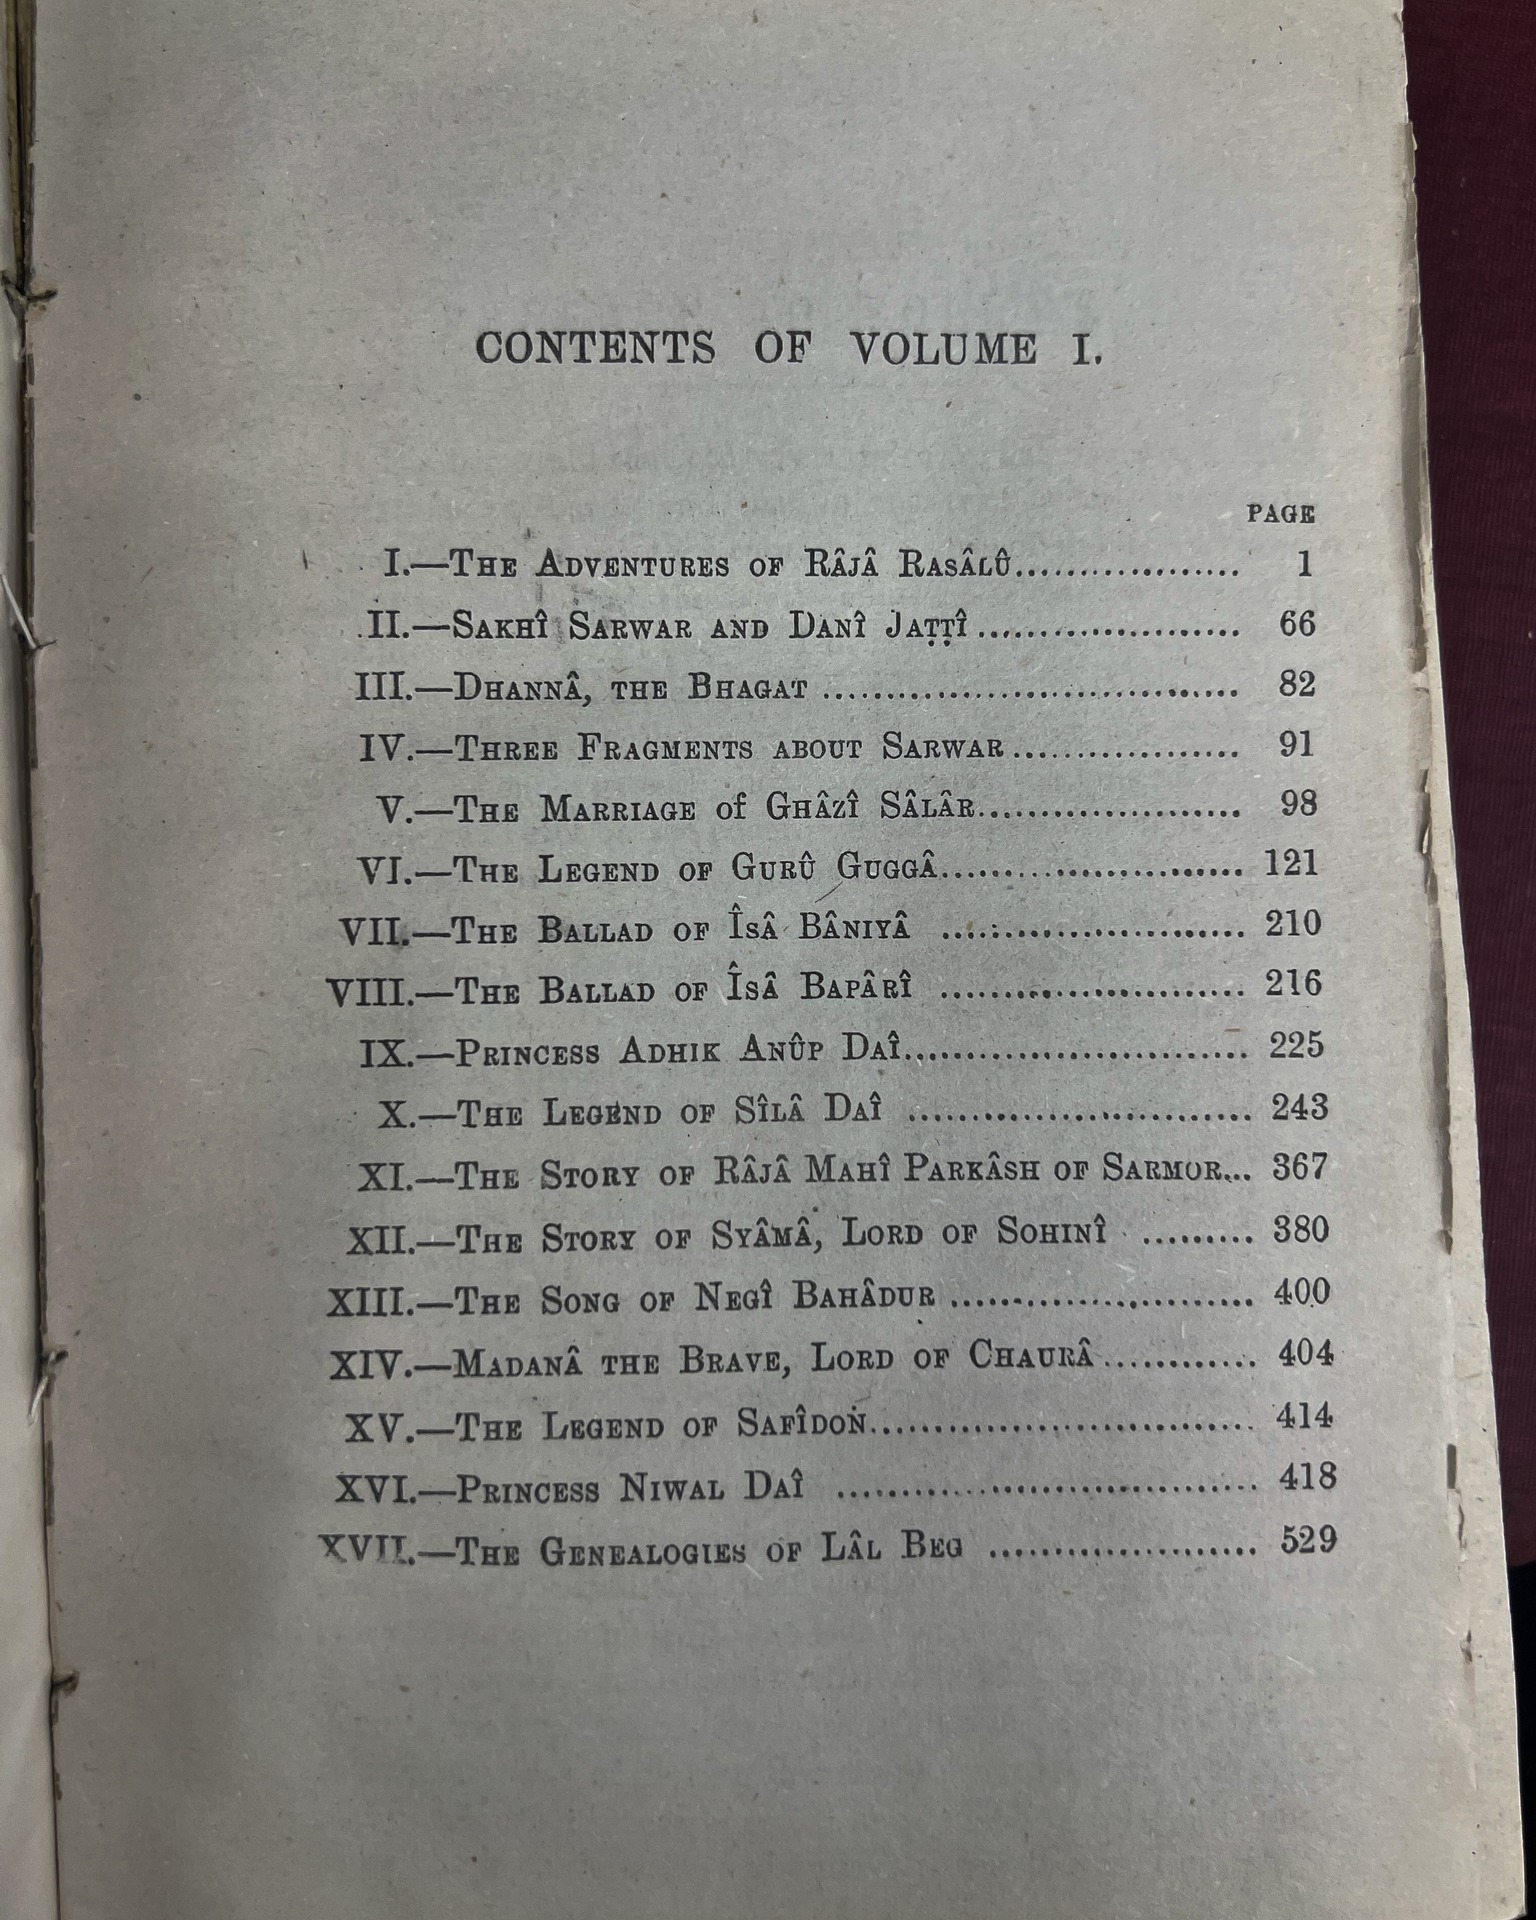 CONTENTS OF VOLUME I.
PAGE
I.—The Adventures of Râjâ Rasâlû.................. 1
II.—Sakhî Sarwar and Danî Jaṭṭî..................... 66
III.—Dhannâ, the Bhagat ................................. 82
IV.—Three Fragments about Sarwar.................. 91
V.—The Marriage of Ghâzî Sâlâr..................... 98
VI.—The Legend of Gurû Guggâ........................ 121
VII.—The Ballad of Îsâ Bâniyâ ........................ 210
VIII.—The Ballad of Îsâ Bapârî ........................ 216
IX.—Princess Adhik Anûp Daî........................... 225
X.—The Legend of Sîlâ Daî ........................... 243
XI.—The Story of Râjâ Mahî Parkâsh of Sarmor... 367
XII.—The Story of Syâmâ, Lord of Sohinî ......... 380
XIII.—The Song of Negî Bahâdur ........................ 400
XIV.—Madanâ the Brave, Lord of Chaurâ............ 404
XV.—The Legend of Safîdoṅ.............................. 414
XVI.—Princess Niwal Daî ................................. 418
XVII.—The Genealogies of Lâl Beg ..................... 529